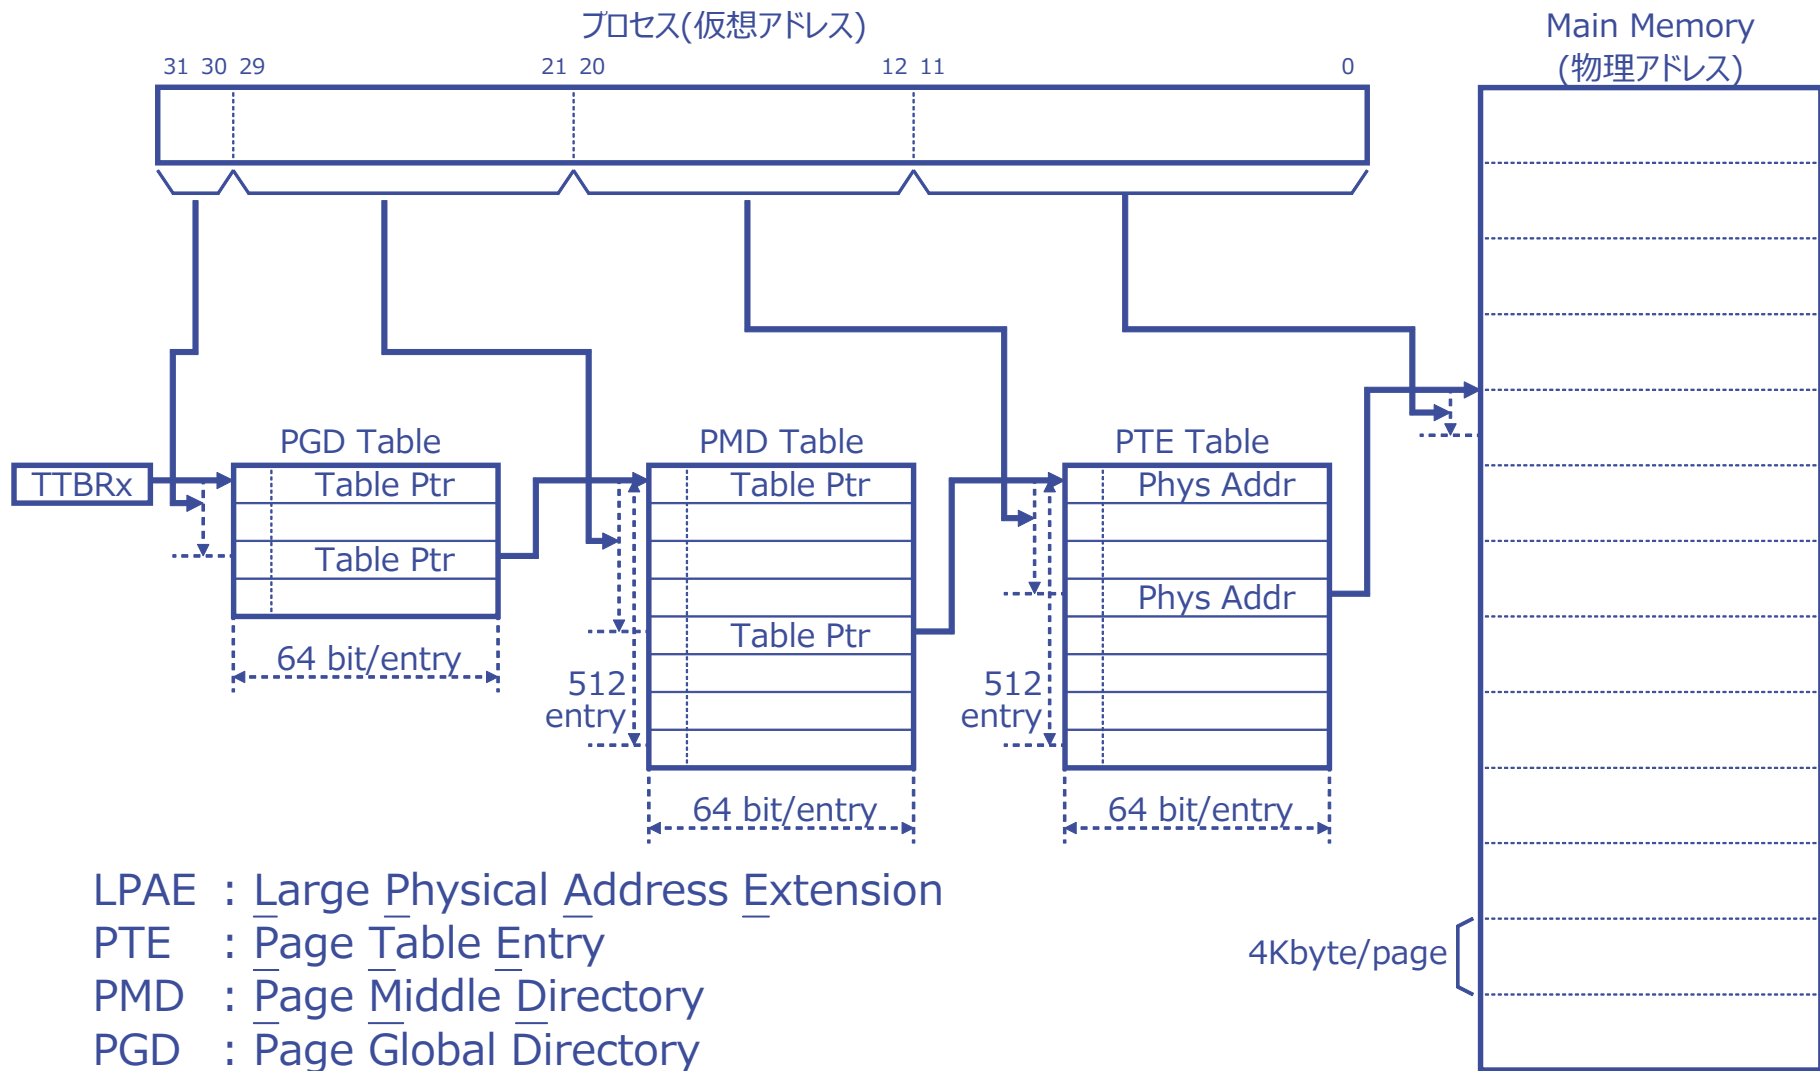 プロセス(仮想アドレス)
Main Memory
(物理アドレス)
31 30 29 21 20 12 11 0
PGD Table
PMD Table
PTE Table
TTBRx
Table Ptr
Table Ptr
64 bit/entry
Table Ptr
Table Ptr
512
entry
64 bit/entry
Phys Addr
Phys Addr
512
entry
64 bit/entry
4Kbyte/page
LPAE : Large Physical Address Extension
PTE : Page Table Entry
PMD : Page Middle Directory
PGD : Page Global Directory